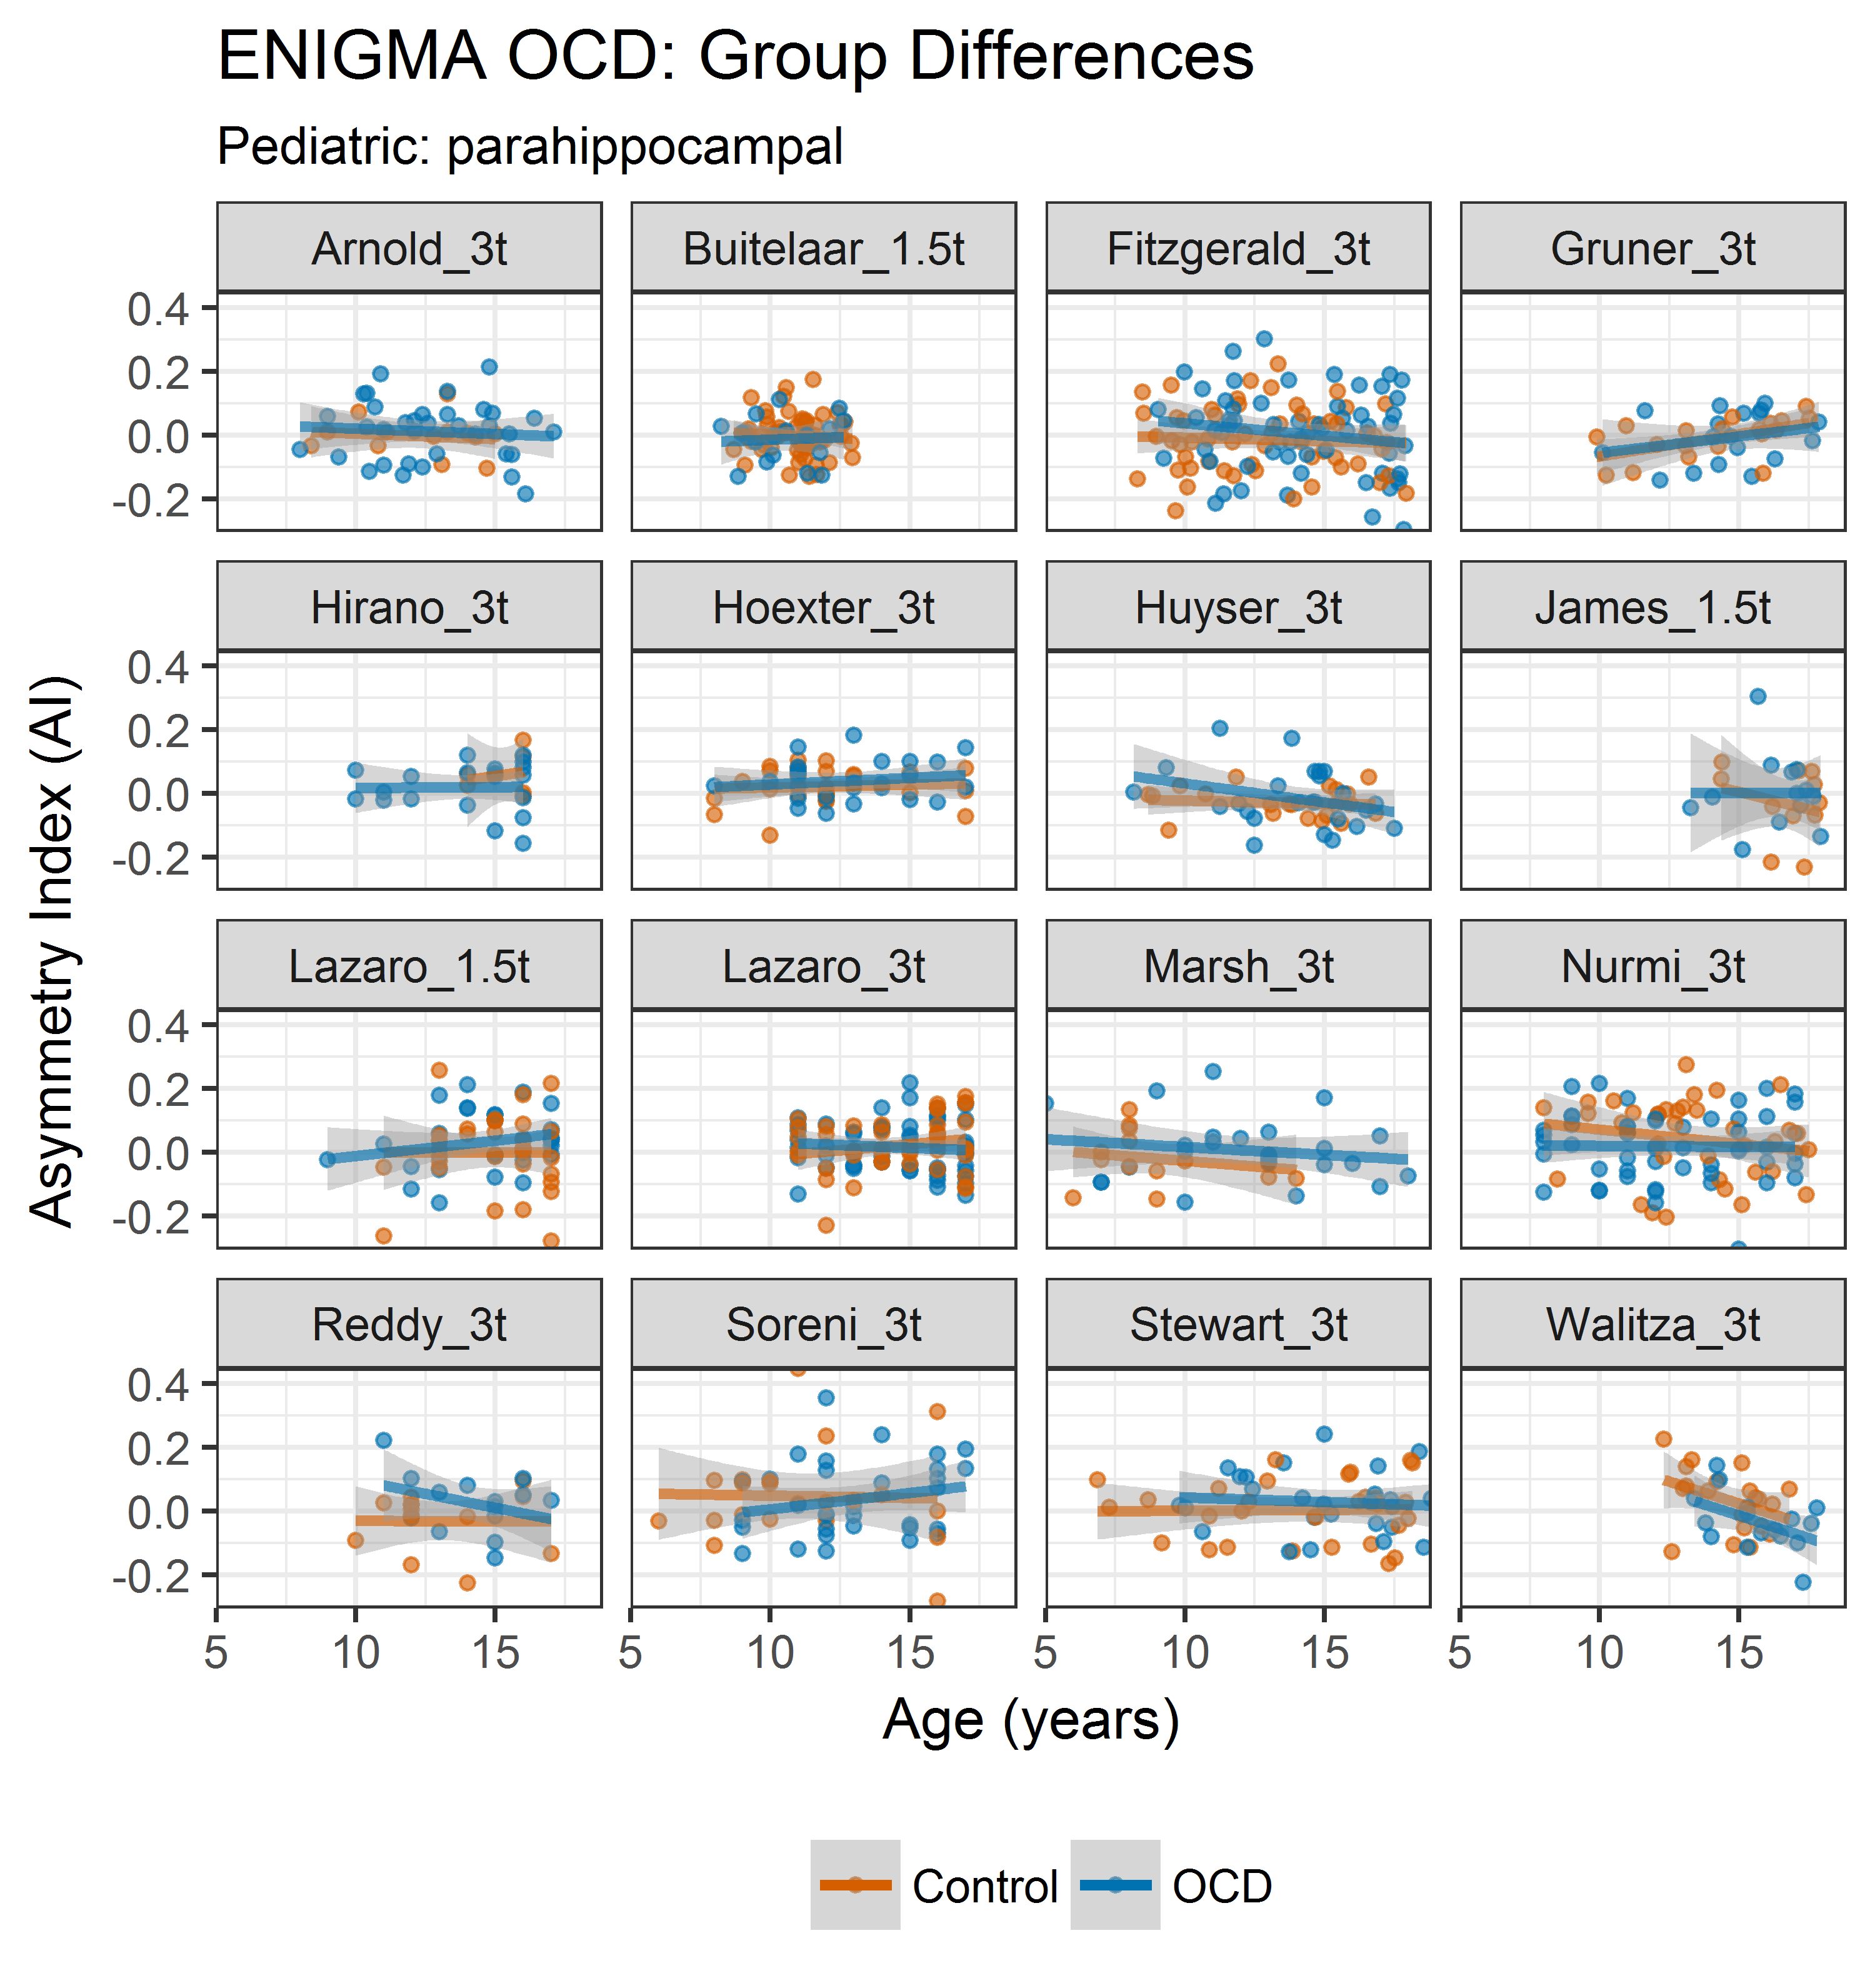 ENIGMA OCD: Group Differences
Pediatric: parahippocampal
Arnold_3t Buitelaar_1.5t Fitzgerald_3t Gruner_3t
0.4
0.2
0.0
-0.2
Hirano_3t Hoexter_3t Huyser_3t James_1.5t
0.4
0.2
0.0
-0.2
Lazaro_1.5t Lazaro_3t Marsh_3t Nurmi_3t
0.4
0.2
0.0
-0.2
Reddy_3t Soreni_3t Stewart_3t Walitza_3t
0.4
0.2
0.0
-0.2
5 10 15 5 10 15 5 10 15 5 10 15
Asymmetry Index (AI)
Age (years)
Control OCD